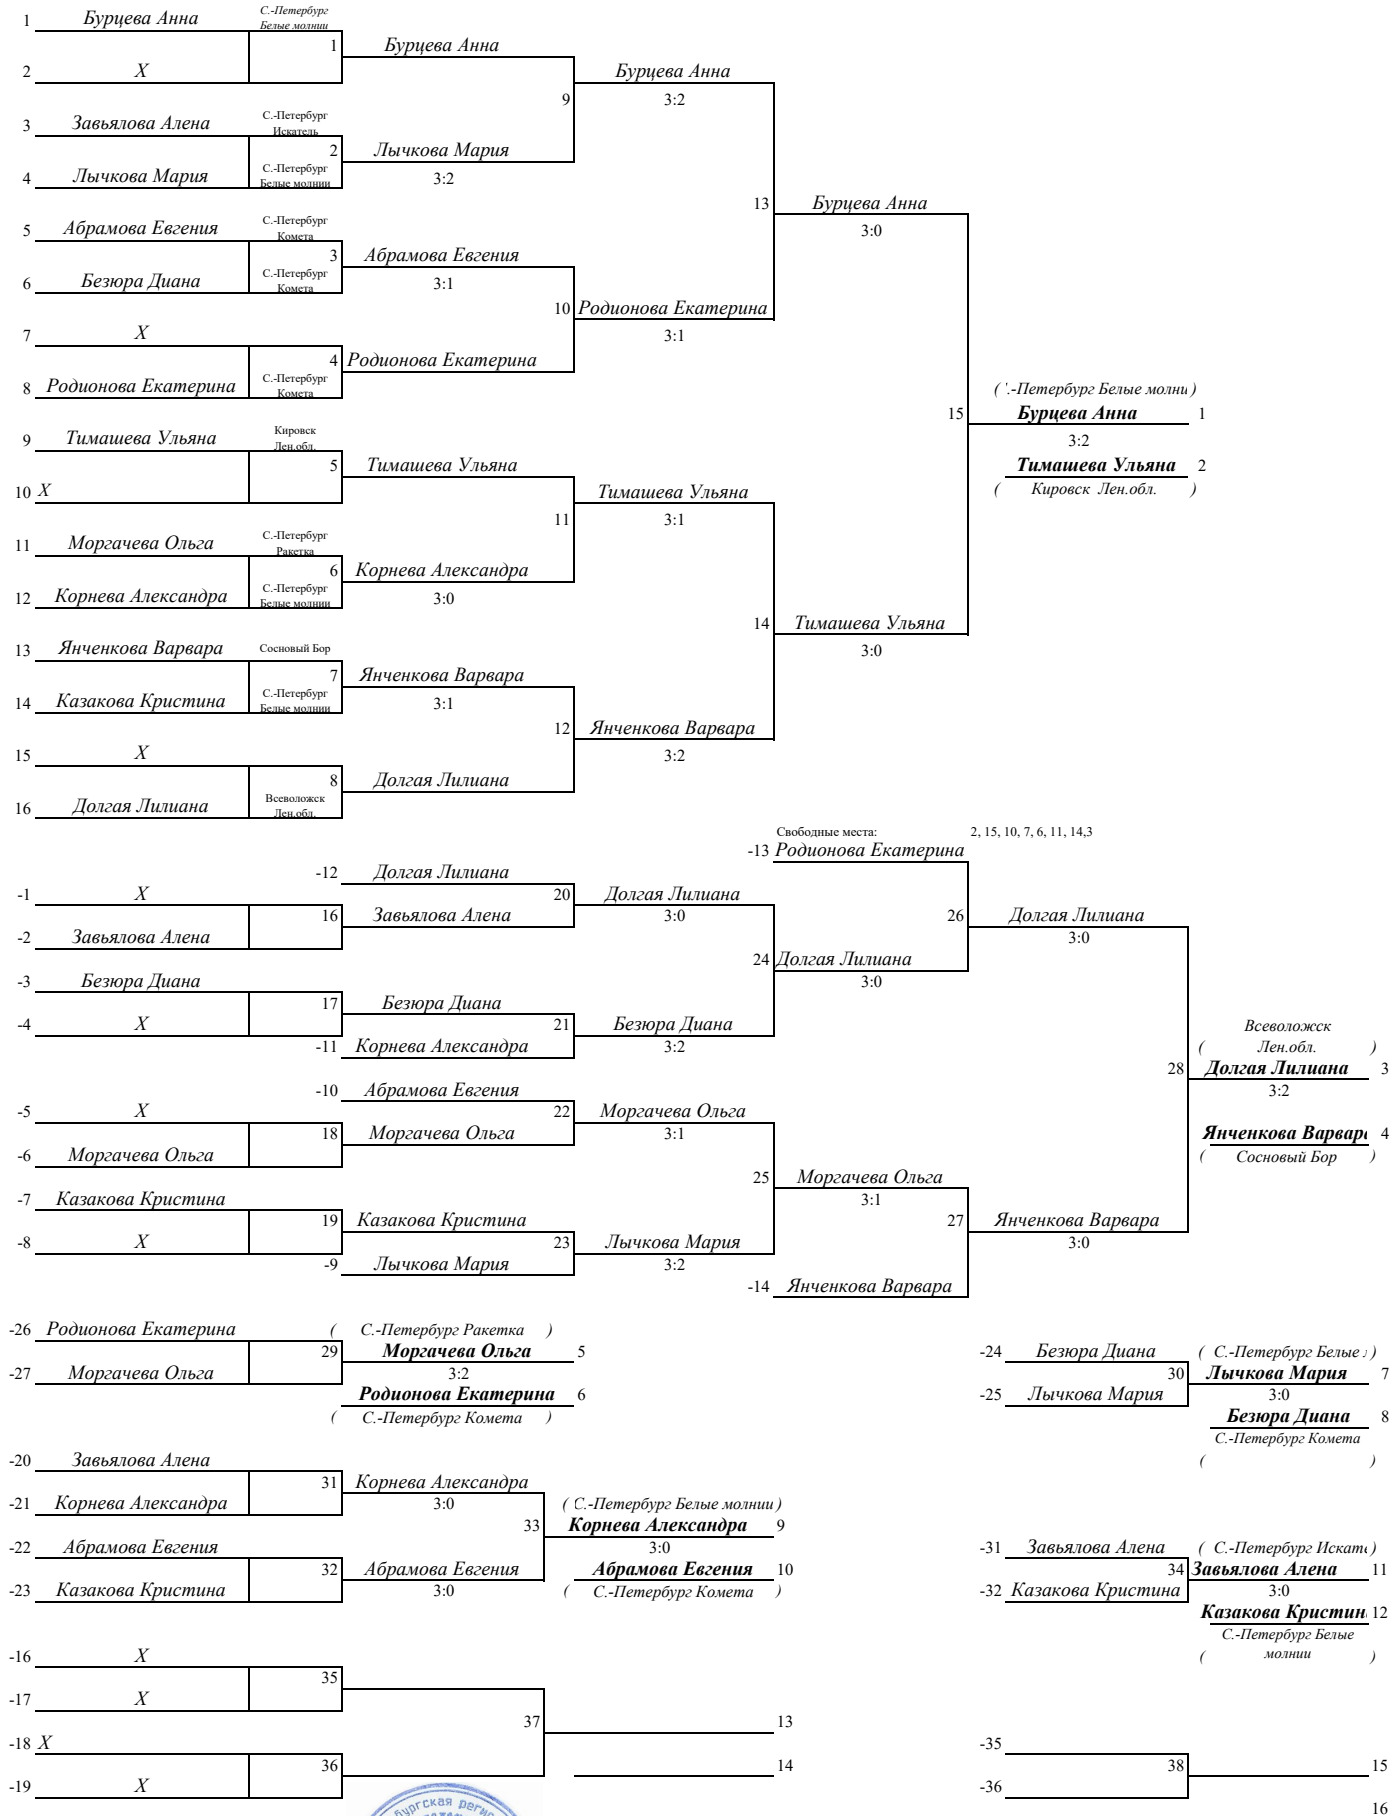 1 Бурцева Анна С.-Петербург
Белые молнии
1 Бурцева Анна
2 X Бурцева Анна
9 3:2
3 Завьялова Алена С.-Петербург
Искатель
2 Лычкова Мария
4 Лычкова Мария С.-Петербург
Белые молнии 3:2
13 Бурцева Анна
3:0
5 Абрамова Евгения С.-Петербург
Комета
3 Абрамова Евгения
6 Безюра Диана С.-Петербург
Комета 3:1
10 Родионова Екатерина
3:1
7 X
4 Родионова Екатерина
8 Родионова Екатерина С.-Петербург
Комета
( .-Петербург Белые молни )
15 Бурцева Анна 1
3:2
Тимашева Ульяна 2
( Кировск Лен.обл. )
9 Тимашева Ульяна Кировск
Лен.обл.
5 Тимашева Ульяна
10 X Тимашева Ульяна
11 3:1
11 Моргачева Ольга С.-Петербург
Ракетка
6 Корнева Александра
12 Корнева Александра С.-Петербург
Белые молнии 3:0
14 Тимашева Ульяна
3:0
13 Янченкова Варвара Сосновый Бор
7 Янченкова Варвара
14 Казакова Кристина С.-Петербург
Белые молнии 3:1
12 Янченкова Варвара
3:2
15 X
8 Долгая Лилиана
16 Долгая Лилиана Всеволожск
Лен.обл.
Свободные места: 2, 15, 10, 7, 6, 11, 14,3
-13 Родионова Екатерина
-12 Долгая Лилиана
-1 X 20 Долгая Лилиана
16 Завьялова Алена 3:0 26 Долгая Лилиана
-2 Завьялова Алена 3:0
24 Долгая Лилиана
3:0
-3 Безюра Диана
17 Безюра Диана
-4 X 21 Безюра Диана
-11 Корнева Александра 3:2
Всеволожск
( Лен.обл. )
28 Долгая Лилиана 3
3:2
-10 Абрамова Евгения
-5 X 22 Моргачева Ольга
18 Моргачева Ольга 3:1
-6 Моргачева Ольга
Янченкова Варвар 4
( Сосновый Бор )
25 Моргачева Ольга
3:1
-7 Казакова Кристина
19 Казакова Кристина 27 Янченкова Варвара
-8 X 23 Лычкова Мария 3:0
-9 Лычкова Мария 3:2
-14 Янченкова Варвара
-26 Родионова Екатерина ( С.-Петербург Ракетка )
29 Моргачева Ольга 5
-27 Моргачева Ольга 3:2
Родионова Екатерина 6
( С.-Петербург Комета )
-24 Безюра Диана ( С.-Петербург Белые )
30 Лычкова Мария 7
-25 Лычкова Мария 3:0
Безюра Диана 8
С.-Петербург Комета
( )
-20 Завьялова Алена
31 Корнева Александра
-21 Корнева Александра 3:0 ( С.-Петербург Белые молнии )
33 Корнева Александра 9
3:0
-22 Абрамова Евгения Абрамова Евгения 10
32 Абрамова Евгения ( С.-Петербург Комета )
-23 Казакова Кристина 3:0
-31 Завьялова Алена ( С.-Петербург Искат )
34 Завьялова Алена 11
-32 Казакова Кристина 3:0
Казакова Кристин 12
С.-Петербург Белые
( молнии )
-16 X
35
-17 X
37 13
-18 X
36 14
-19 X
-35
38 15
-36
16